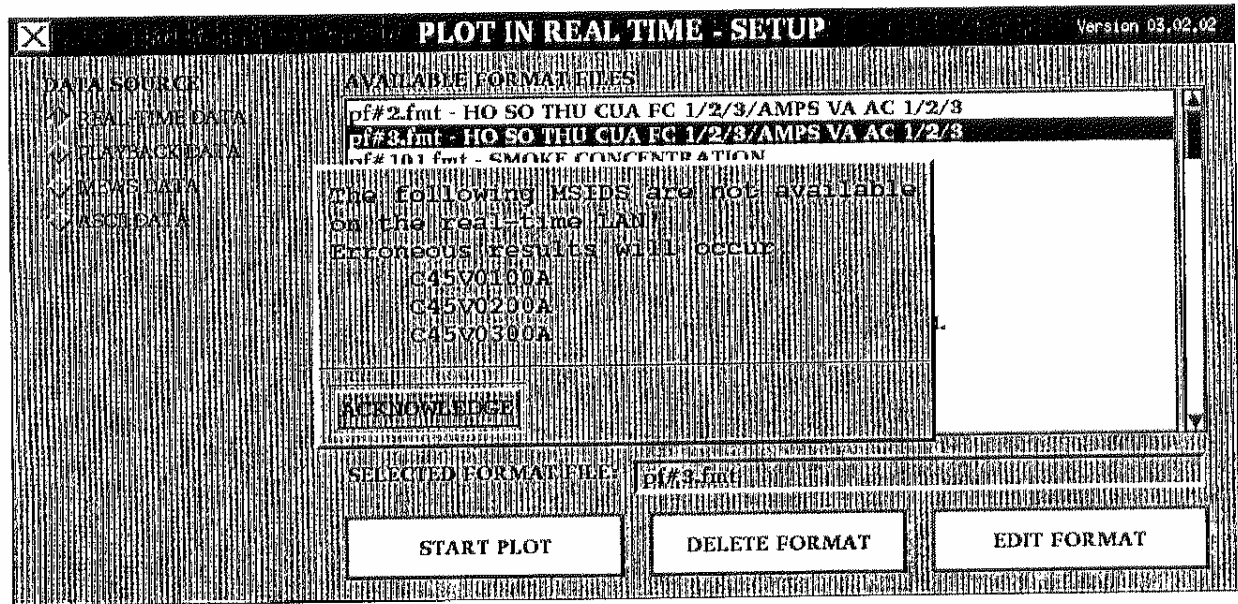 PLOT IN REAL TIME - SETUP
Version 03.02.02
DATA SOURCE
REAL-TIME DATA
PLAYBACK DATA
MEWS DATA
ASCII DATA
AVAILABLE FORMAT FILES
pf#2.fmt - HO SO THU CUA FC 1/2/3/AMPS VA AC 1/2/3
pf#3.fmt - HO SO THU CUA FC 1/2/3/AMPS VA AC 1/2/3
pf#101.fmt - SMOKE CONCENTRATION
The following MSIDS are not available
on the real-time LAN!
Erroneous results will occur.
C45V0100A
C45V0200A
C45V0300A
ACKNOWLEDGE
SELECTED FORMAT FILE:
pf#3.fmt
START PLOT
DELETE FORMAT
EDIT FORMAT